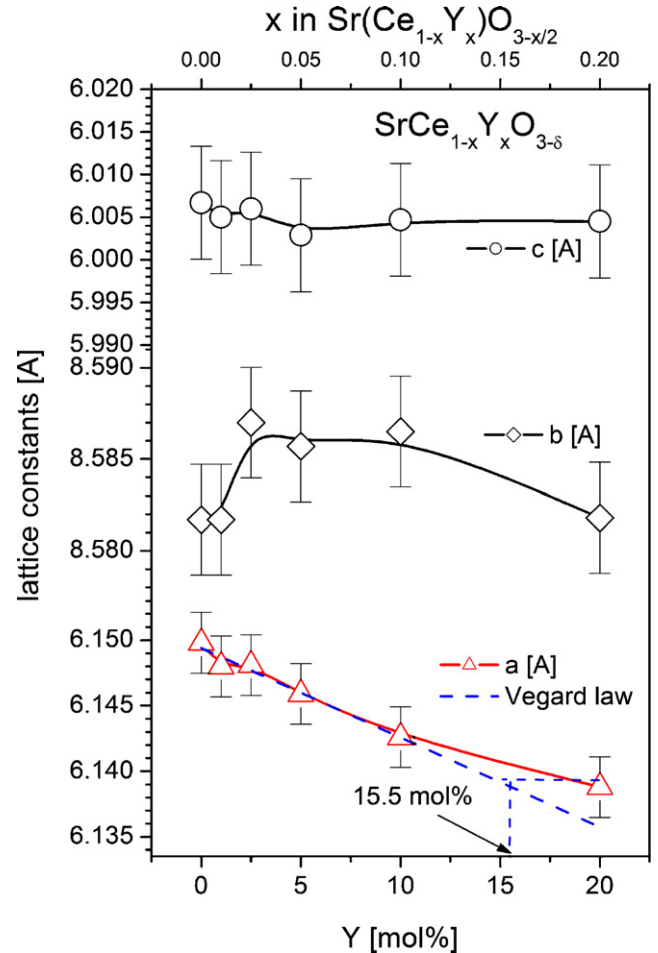 x in Sr(Ce₁₋ₓYₓ)O₃₋ₓ/₂
0.00 0.05 0.10 0.15 0.20
SrCe₁₋ₓYₓO₃₋δ
6.020
6.015
6.010
6.005
6.000
5.995
5.990
c [A]
8.590
8.585
8.580
b [A]
6.150
6.145
6.140
6.135
a [A]
Vegard law
15.5 mol%
lattice constants [A]
0 5 10 15 20
Y [mol%]